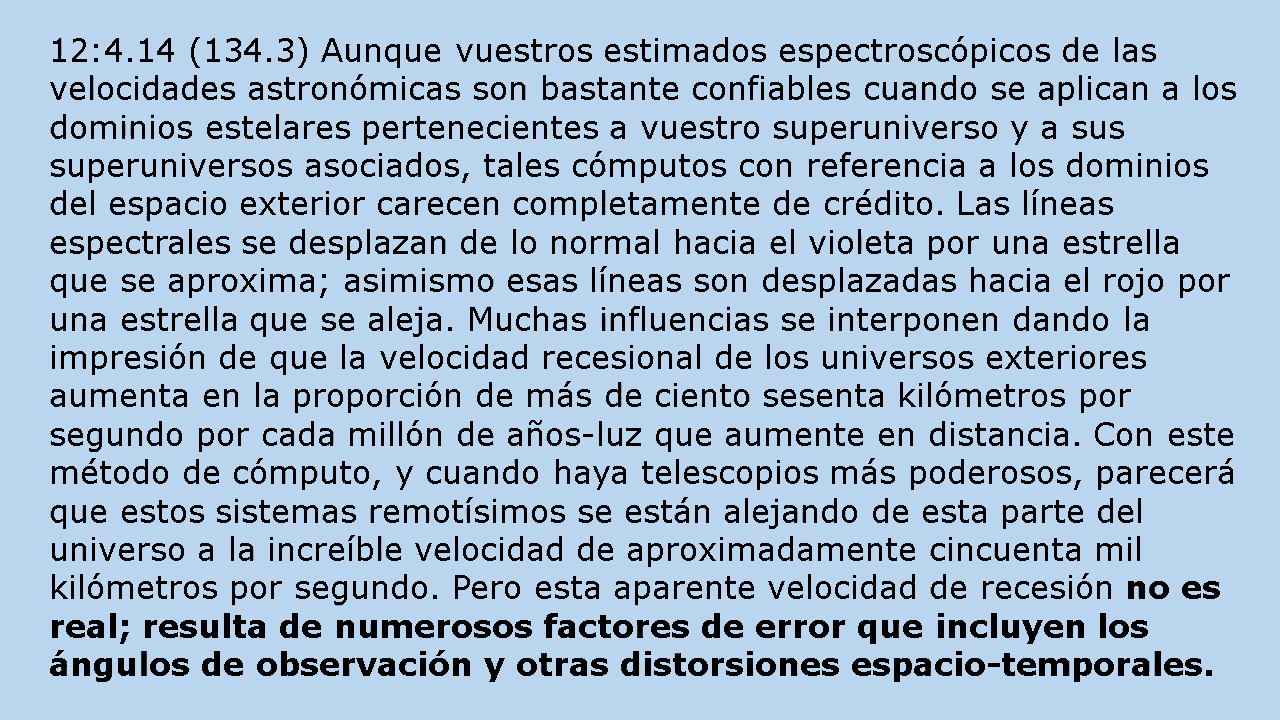 12:4.14 (134.3) Aunque vuestros estimados espectroscópicos de las
velocidades astronómicas son bastante confiables cuando se aplican a los
dominios estelares pertenecientes a vuestro superuniverso y a sus
superuniversos asociados, tales cómputos con referencia a los dominios
del espacio exterior carecen completamente de crédito. Las líneas
espectrales se desplazan de lo normal hacia el violeta por una estrella
que se aproxima; asimismo esas líneas son desplazadas hacia el rojo por
una estrella que se aleja. Muchas influencias se interponen dando la
impresión de que la velocidad recesional de los universos exteriores
aumenta en la proporción de más de ciento sesenta kilómetros por
segundo por cada millón de años-luz que aumente en distancia. Con este
método de cómputo, y cuando haya telescopios más poderosos, parecerá
que estos sistemas remotísimos se están alejando de esta parte del
universo a la increíble velocidad de aproximadamente cincuenta mil
kilómetros por segundo. Pero esta aparente velocidad de recesión no es
real; resulta de numerosos factores de error que incluyen los
ángulos de observación y otras distorsiones espacio-temporales.